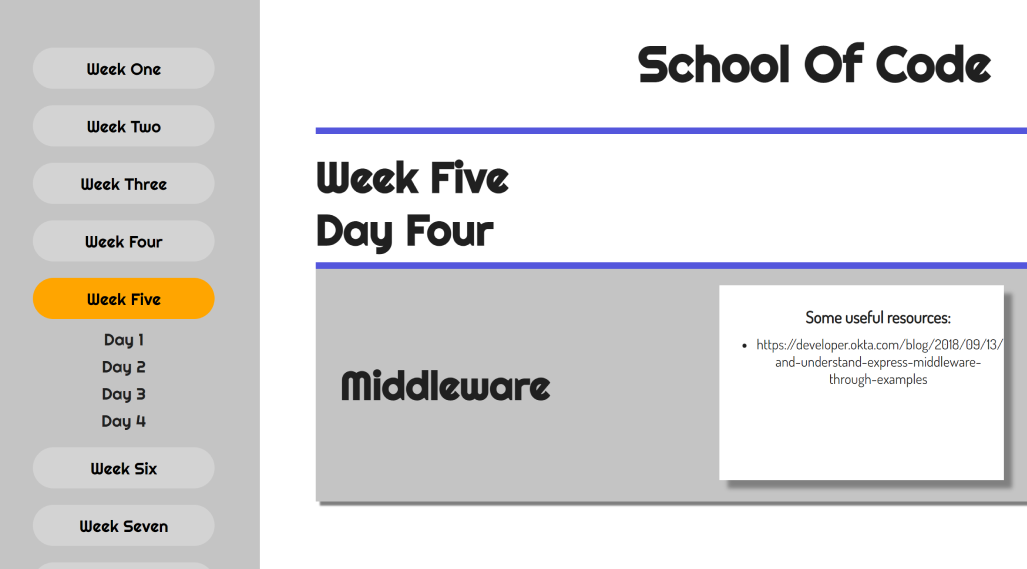 Week One
Week Two
Week Three
Week Four
Week Five
Day 1
Day 2
Day 3
Day 4
Week Six
Week Seven
School Of Code
Week Five
Day Four
Middleware
Some useful resources:
https://developer.okta.com/blog/2018/09/13/
and-understand-express-middleware-
through-examples